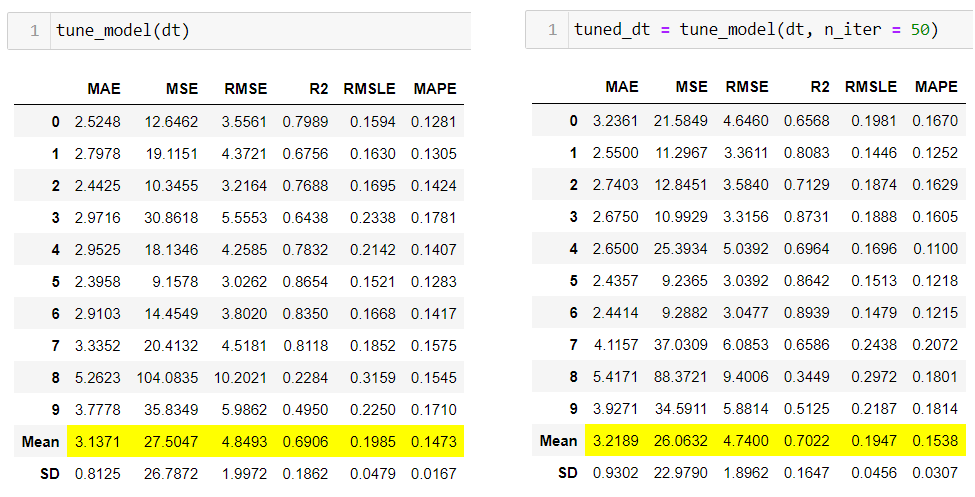 1 tune_model(dt)
MAE MSE RMSE R2 RMSLE MAPE
0 2.5248 12.6462 3.5561 0.7989 0.1594 0.1281
1 2.7978 19.1151 4.3721 0.6756 0.1630 0.1305
2 2.4425 10.3455 3.2164 0.7688 0.1695 0.1424
3 2.9716 30.8618 5.5553 0.6438 0.2338 0.1781
4 2.9525 18.1346 4.2585 0.7832 0.2142 0.1407
5 2.3958 9.1578 3.0262 0.8654 0.1521 0.1283
6 2.9103 14.4549 3.8020 0.8350 0.1668 0.1417
7 3.3352 20.4132 4.5181 0.8118 0.1852 0.1575
8 5.2623 104.0835 10.2021 0.2284 0.3159 0.1545
9 3.7778 35.8349 5.9862 0.4950 0.2250 0.1710
Mean 3.1371 27.5047 4.8493 0.6906 0.1985 0.1473
SD 0.8125 26.7872 1.9972 0.1862 0.0479 0.0167
1 tuned_dt = tune_model(dt, n_iter = 50)
MAE MSE RMSE R2 RMSLE MAPE
0 3.2361 21.5849 4.6460 0.6568 0.1981 0.1670
1 2.5500 11.2967 3.3611 0.8083 0.1446 0.1252
2 2.7403 12.8451 3.5840 0.7129 0.1874 0.1629
3 2.6750 10.9929 3.3156 0.8731 0.1888 0.1605
4 2.6500 25.3934 5.0392 0.6964 0.1696 0.1100
5 2.4357 9.2365 3.0392 0.8642 0.1513 0.1218
6 2.4414 9.2882 3.0477 0.8939 0.1479 0.1215
7 4.1157 37.0309 6.0853 0.6586 0.2438 0.2072
8 5.4171 88.3721 9.4006 0.3449 0.2972 0.1801
9 3.9271 34.5911 5.8814 0.5125 0.2187 0.1814
Mean 3.2189 26.0632 4.7400 0.7022 0.1947 0.1538
SD 0.9302 22.9790 1.8962 0.1647 0.0456 0.0307